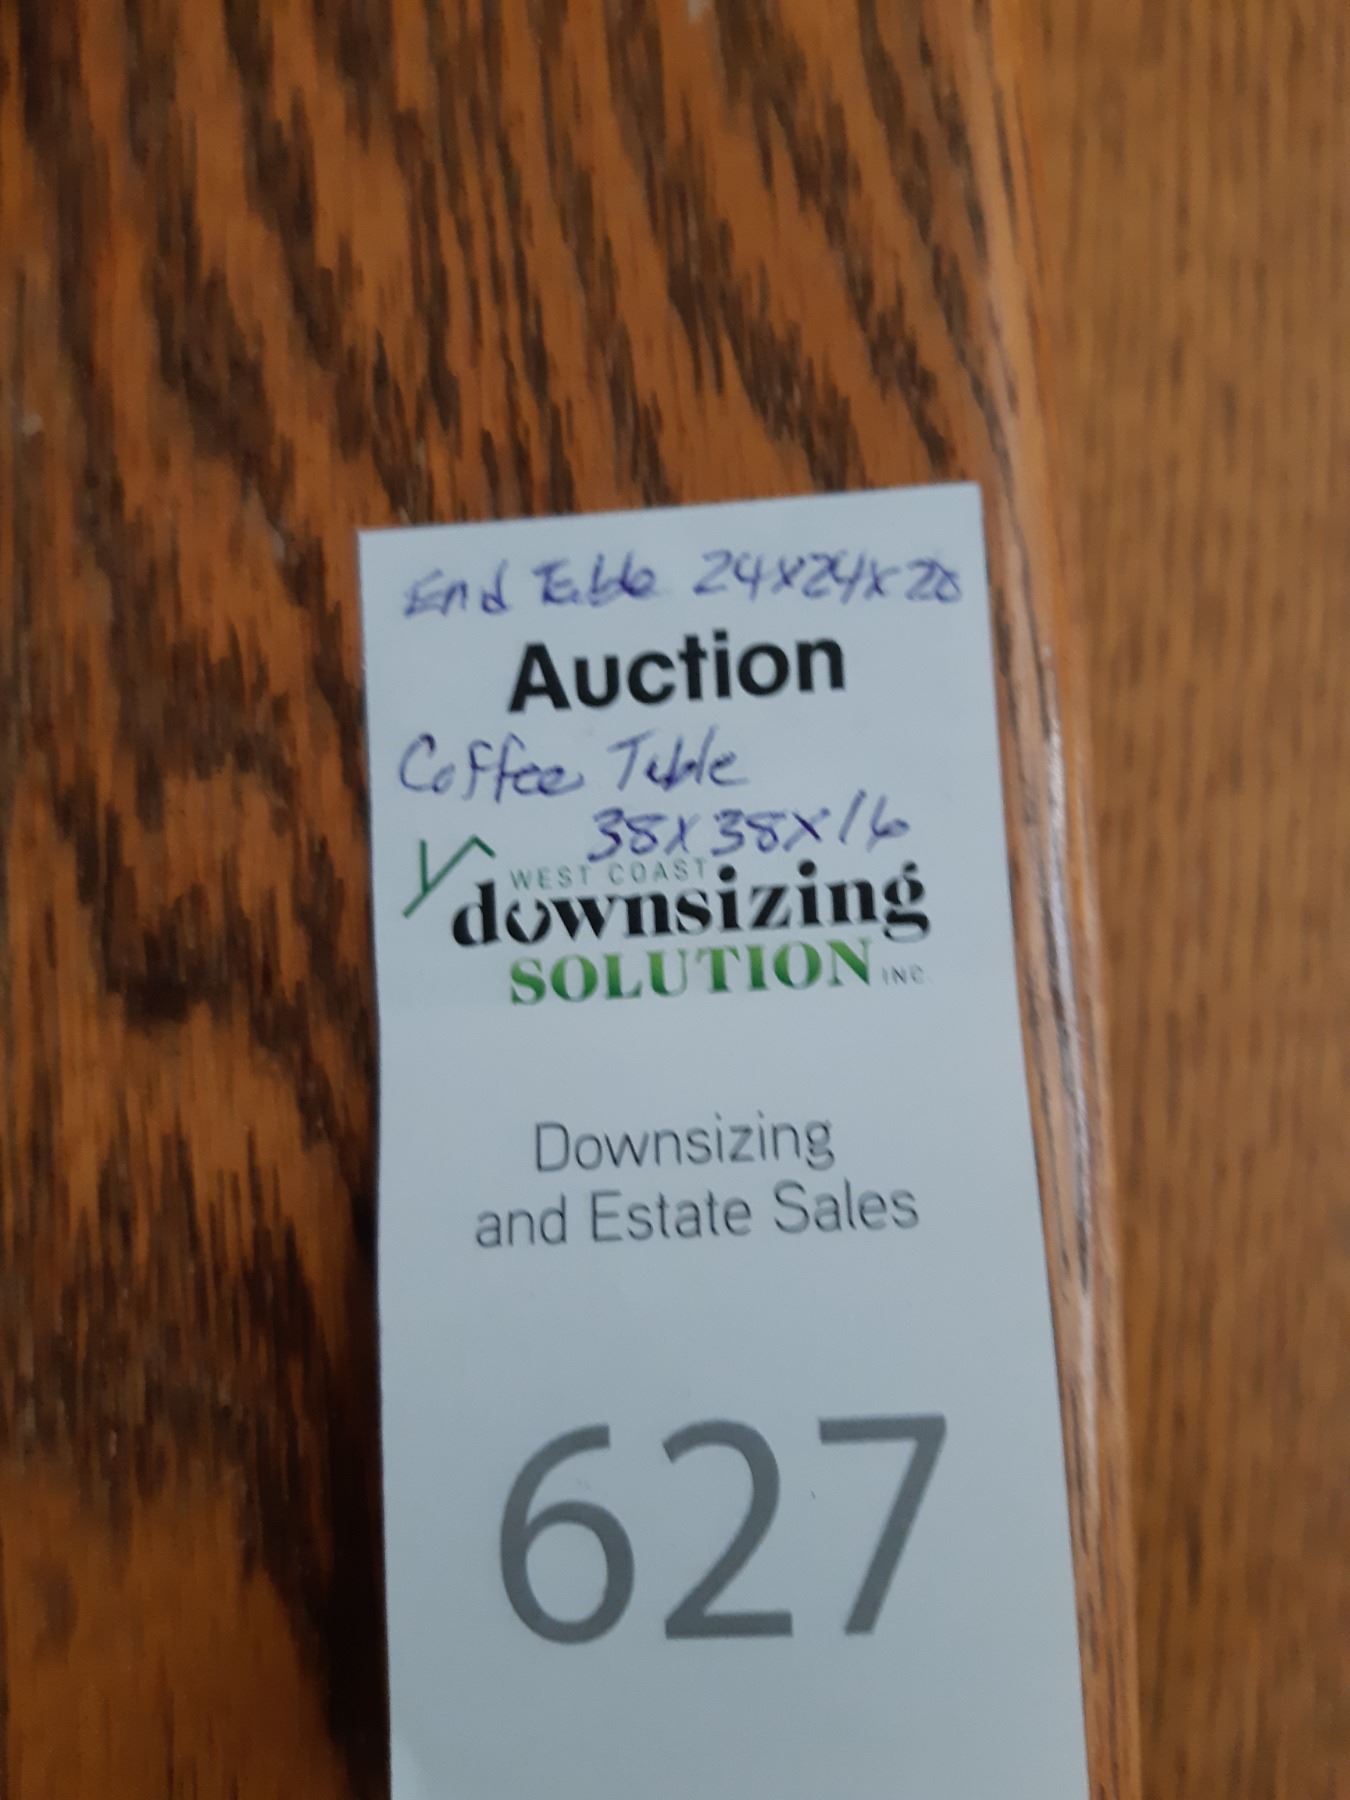 End Table 24x24x20
Auction
Coffee Table
38x38x16
WEST COAST
downsizing
SOLUTION INC.
Downsizing
and Estate Sales
627